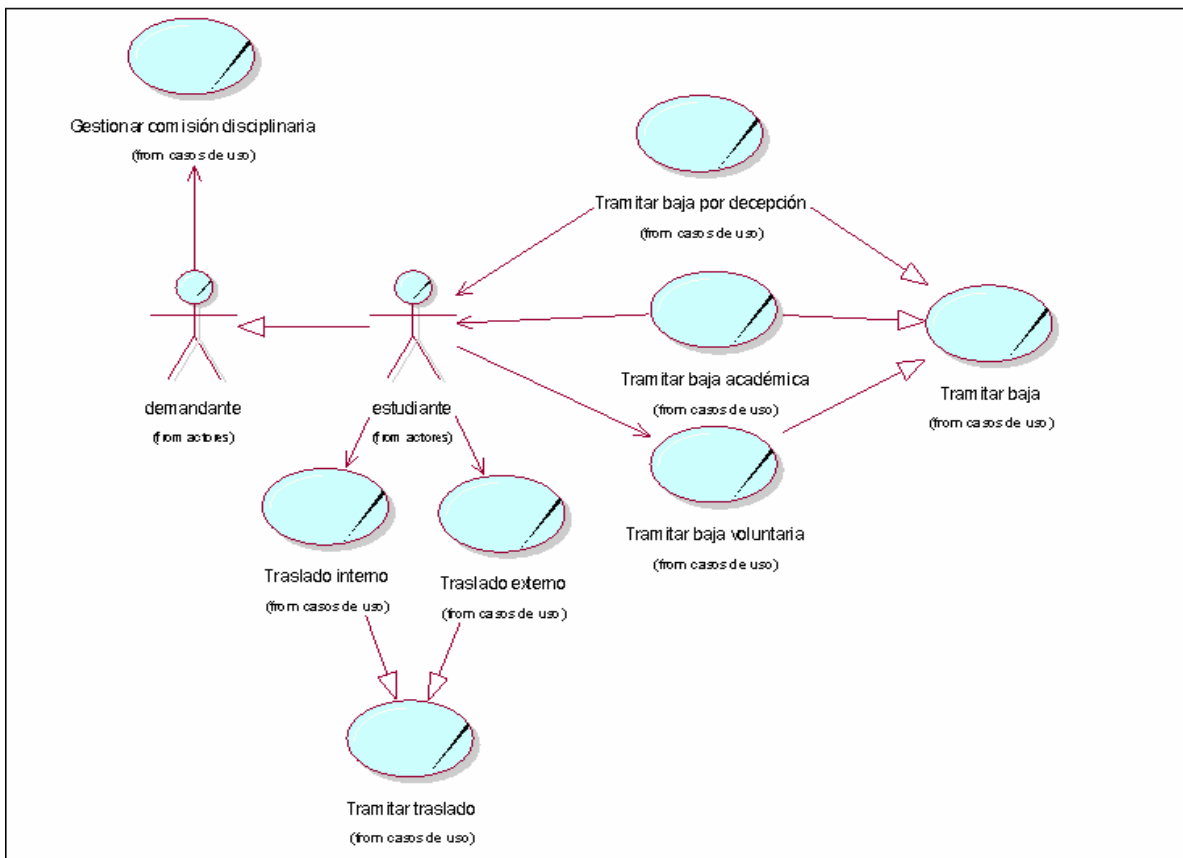 Gestionar comisión disciplinaria
(from casos de uso)
Tramitar baja por decepción
(from casos de uso)
Tramitar baja académica
(from casos de uso)
Tramitar baja
(from casos de uso)
demandante
(from actores)
estudiante
(from actores)
Tramitar baja voluntaria
(from casos de uso)
Traslado interno
(from casos de uso)
Traslado externo
(from casos de uso)
Tramitar traslado
(from casos de uso)